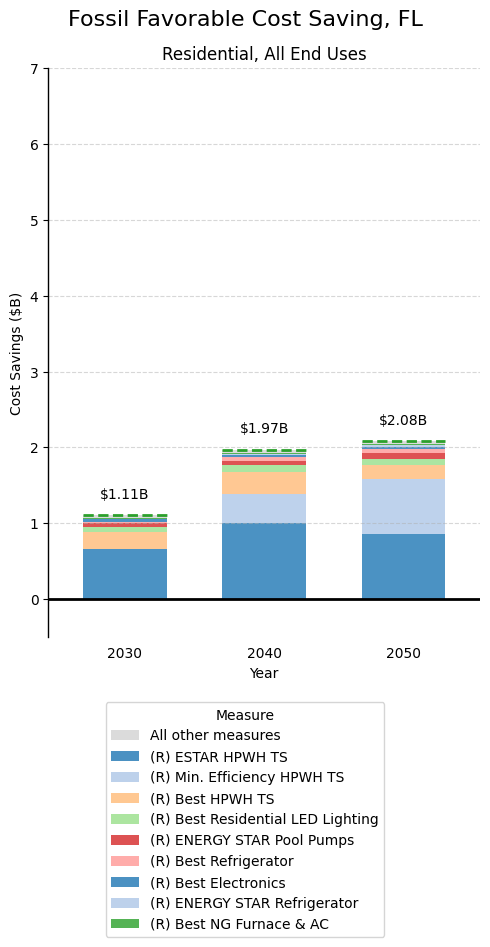 Fossil Favorable Cost Saving, FL
Residential, All End Uses
7
6
5
4
3
2
1
0
Cost Savings ($B)
$1.11B
$1.97B
$2.08B
2030
2040
2050
Year
Measure
All other measures
(R) ESTAR HPWH TS
(R) Min. Efficiency HPWH TS
(R) Best HPWH TS
(R) Best Residential LED Lighting
(R) ENERGY STAR Pool Pumps
(R) Best Refrigerator
(R) Best Electronics
(R) ENERGY STAR Refrigerator
(R) Best NG Furnace & AC